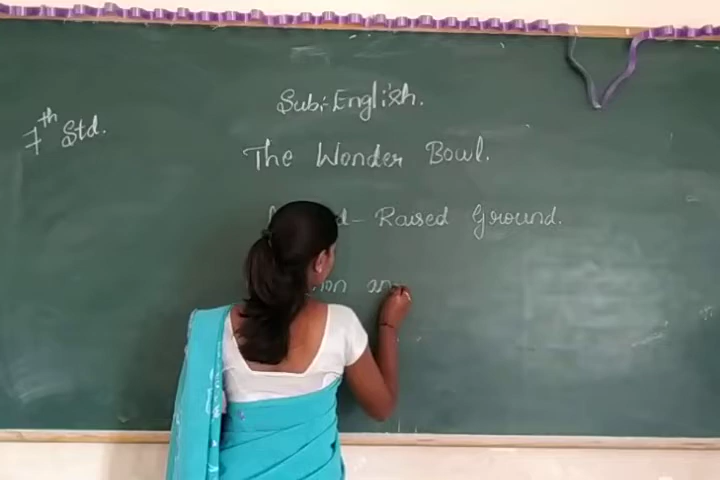 7th Std.
Sub:- English.
The Wonder Bowl.
- Raised Ground.